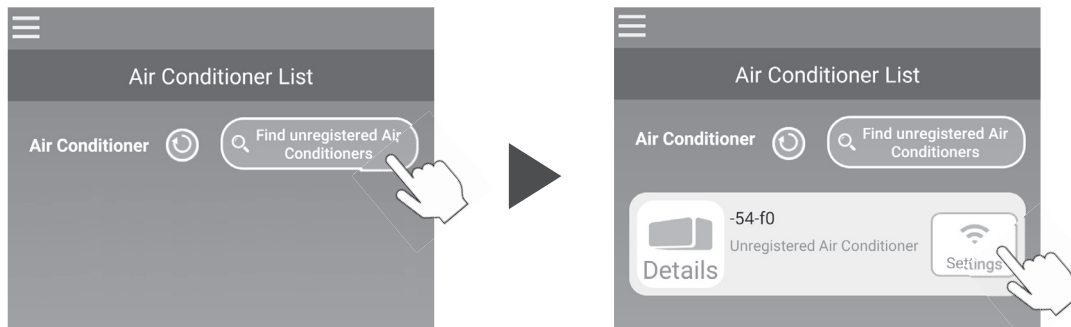 Air Conditioner List
Air Conditioner
Find unregistered Air
Conditioners
Air Conditioner List
Air Conditioner
Find unregistered Air
Conditioners
-54-f0
Unregistered Air Conditioner
Details
Settings